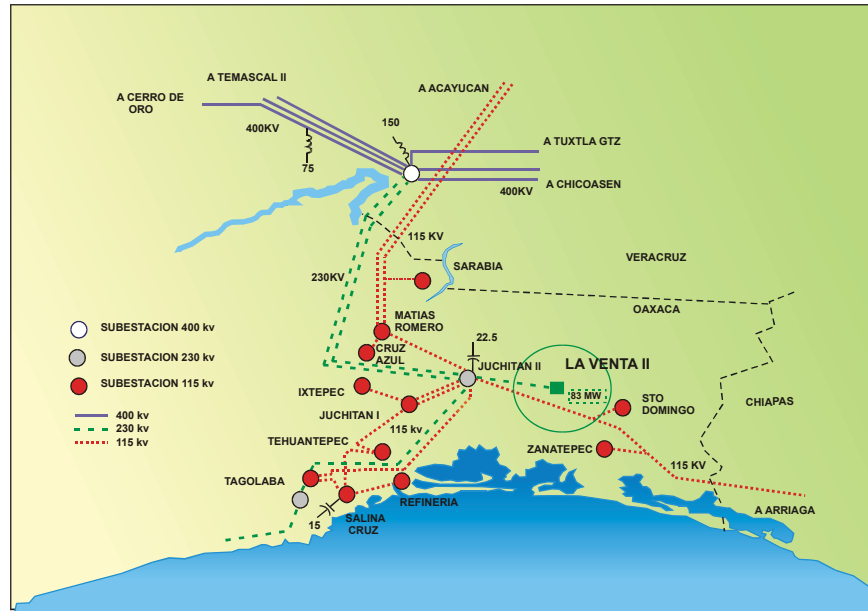 A TEMASCAL II
A ACAYUCAN
A CERRO DE
ORO
150
400KV
A TUXTLA GTZ
75
400KV
A CHICOASEN
115 KV
SARABIA
VERACRUZ
230KV
OAXACA
MATIAS
ROMERO
SUBESTACION 400 kv
22.5
CRUZ
AZUL
SUBESTACION 230 kv
JUCHITAN II
LA VENTA II
SUBESTACION 115 kv
IXTEPEC
83 MW
STO
DOMINGO
CHIAPAS
JUCHITAN I
400 kv
230 kv
115 kv
115 kv
TEHUANTEPEC
ZANATEPEC
115 KV
TAGOLABA
REFINERIA
A ARRIAGA
15
SALINA
CRUZ